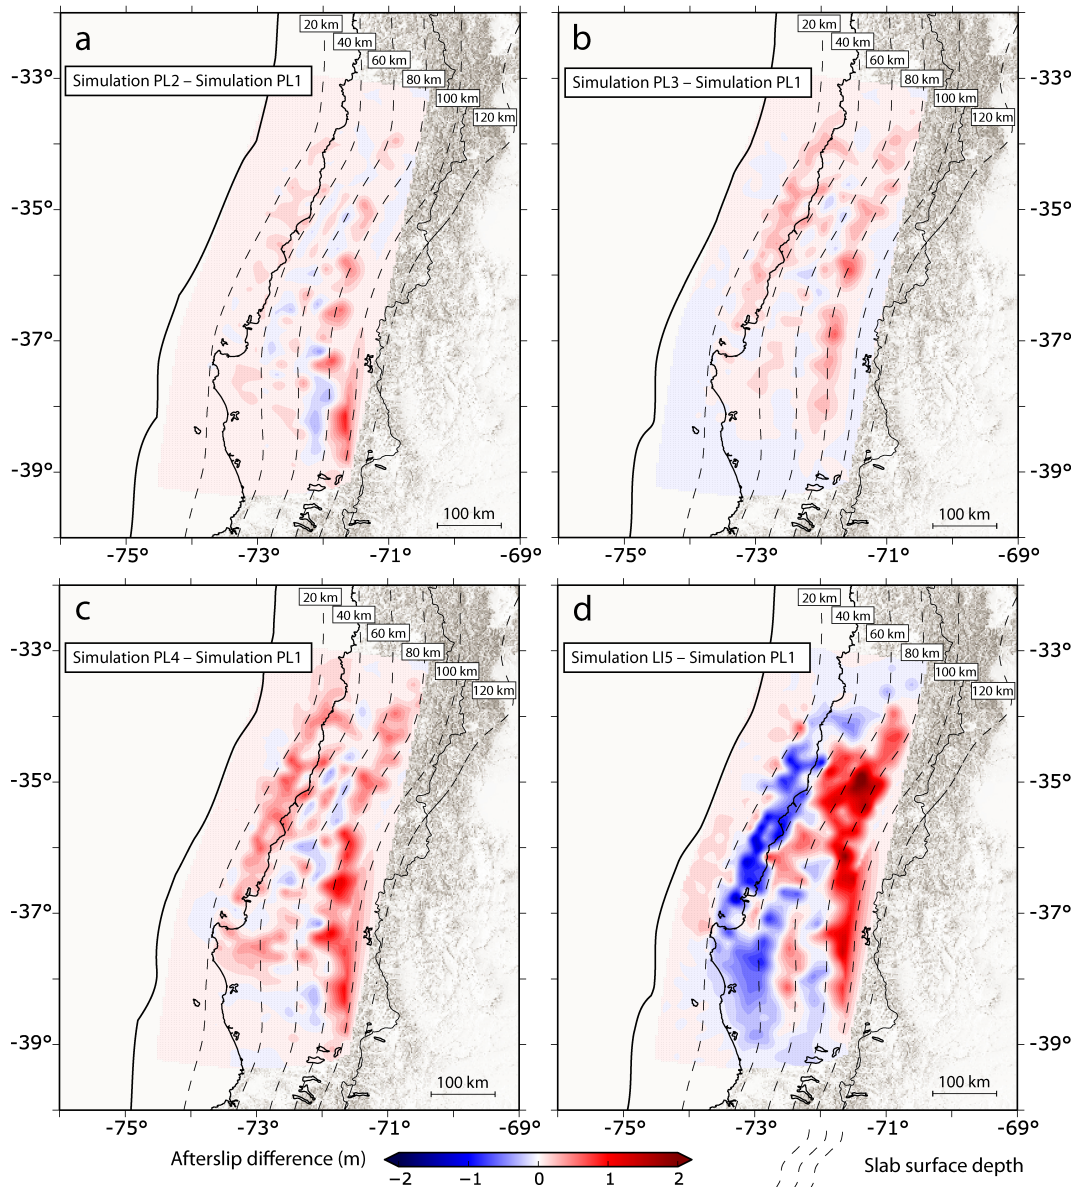 a
20 km
40 km
60 km
80 km
100 km
120 km
Simulation PL2 – Simulation PL1
-33°
-35°
-37°
-39°
100 km
-75°
-73°
-71°
-69°
b
20 km
40 km
60 km
80 km
100 km
120 km
Simulation PL3 – Simulation PL1
-33°
-35°
-37°
-39°
100 km
-75°
-73°
-71°
-69°
c
20 km
40 km
60 km
80 km
100 km
120 km
Simulation PL4 – Simulation PL1
-33°
-35°
-37°
-39°
100 km
-75°
-73°
-71°
-69°
d
20 km
40 km
60 km
80 km
100 km
120 km
Simulation LI5 – Simulation PL1
-33°
-35°
-37°
-39°
100 km
-75°
-73°
-71°
-69°
Afterslip difference (m)
−2
−1
0
1
2
Slab surface depth